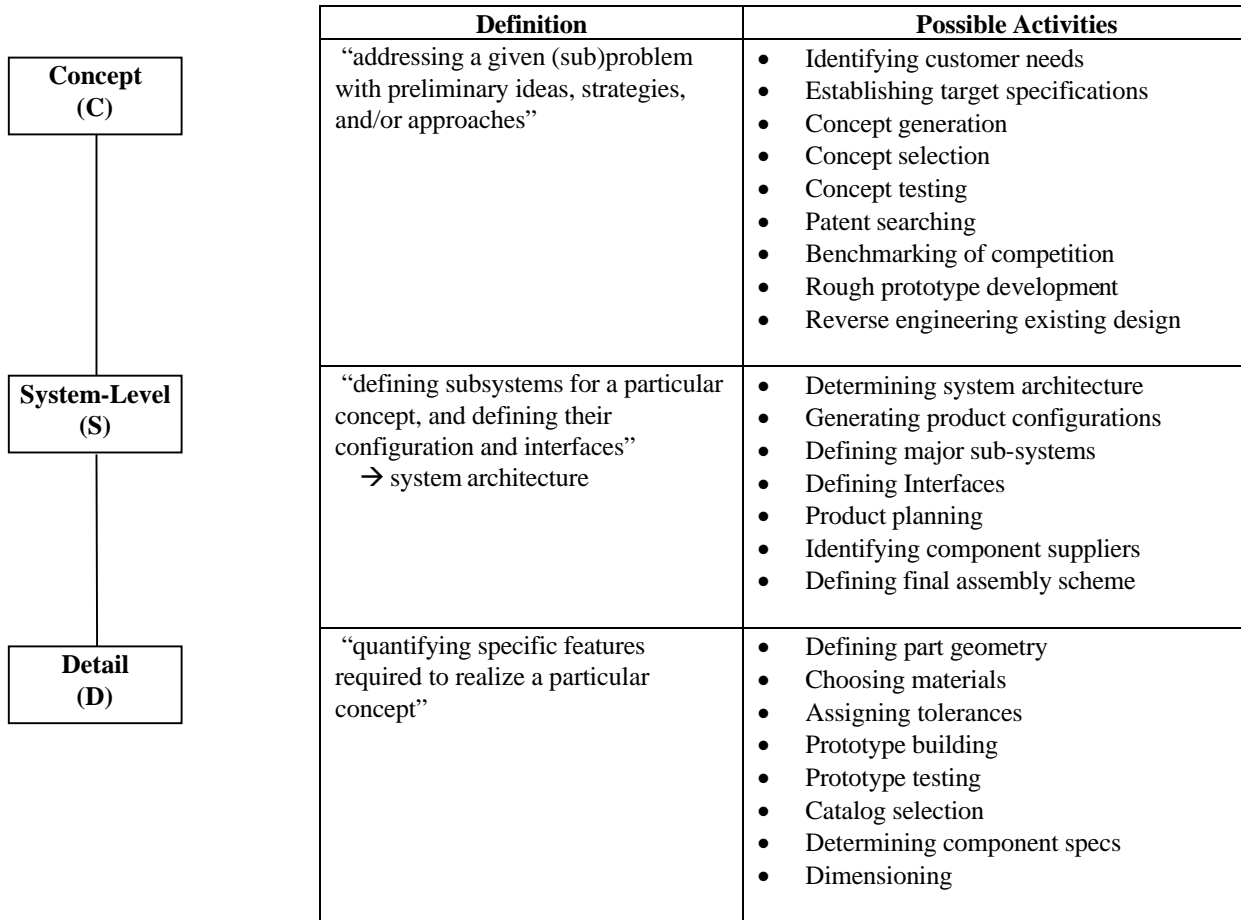 Definition
Possible Activities
Concept
(C)
“addressing a given (sub)problem
with preliminary ideas, strategies,
and/or approaches”
• Identifying customer needs
• Establishing target specifications
• Concept generation
• Concept selection
• Concept testing
• Patent searching
• Benchmarking of competition
• Rough prototype development
• Reverse engineering existing design
System-Level
(S)
“defining subsystems for a particular
concept, and defining their
configuration and interfaces”
→ system architecture
• Determining system architecture
• Generating product configurations
• Defining major sub-systems
• Defining Interfaces
• Product planning
• Identifying component suppliers
• Defining final assembly scheme
Detail
(D)
“quantifying specific features
required to realize a particular
concept”
• Defining part geometry
• Choosing materials
• Assigning tolerances
• Prototype building
• Prototype testing
• Catalog selection
• Determining component specs
• Dimensioning